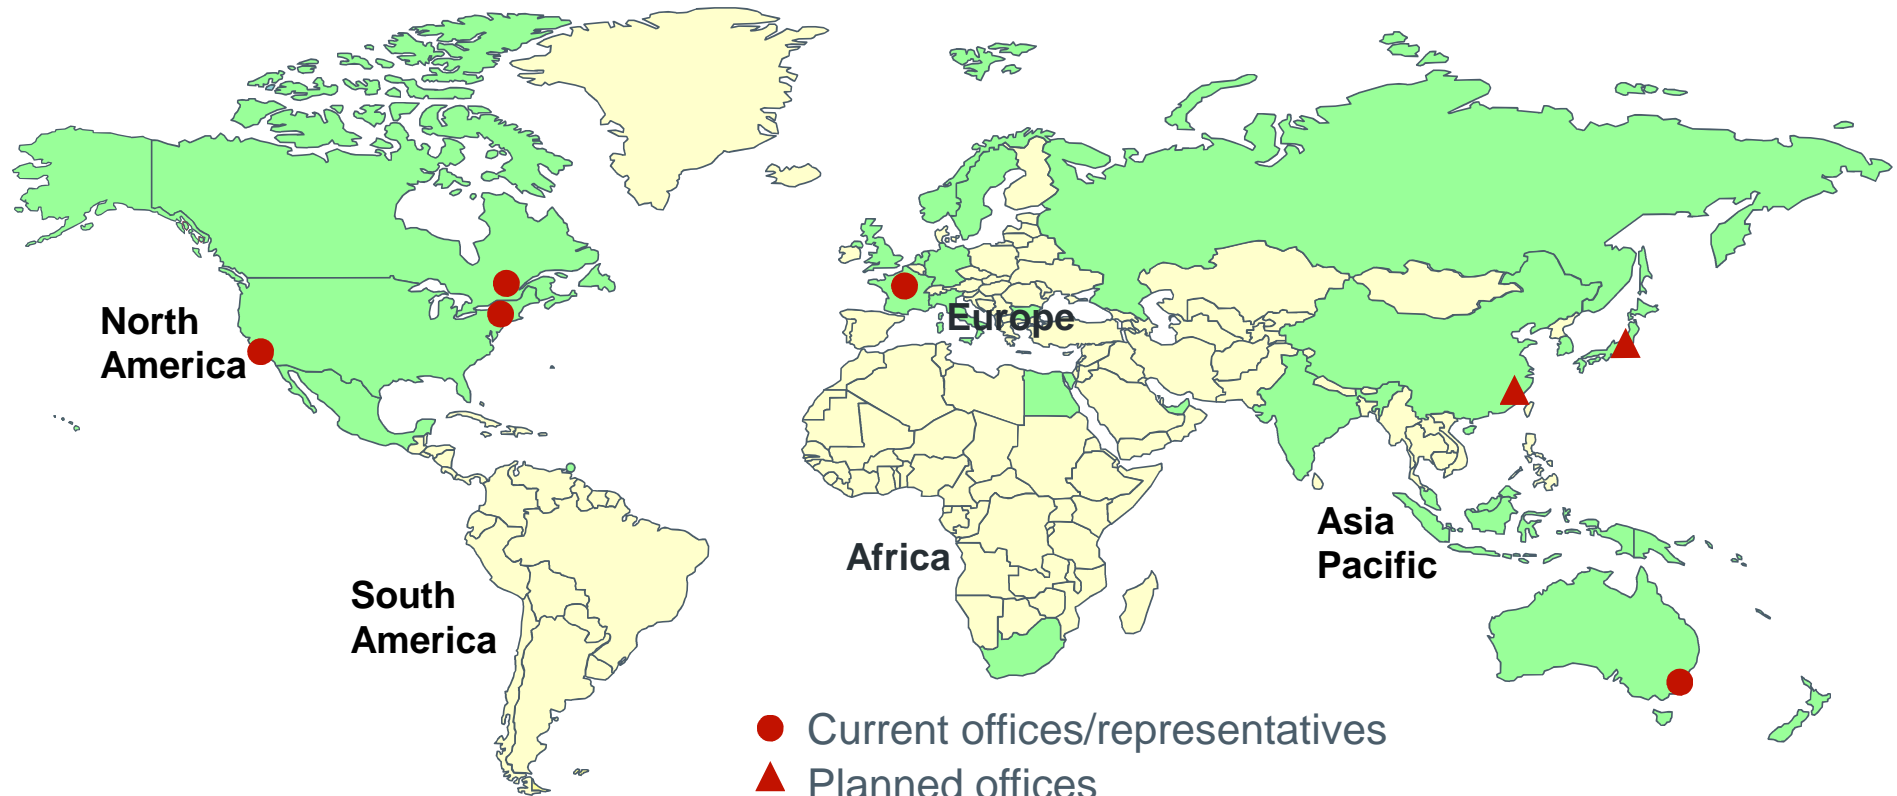 North
America
Europe
Asia
Pacific
Africa
South
America
Current offices/representatives
Planned offices